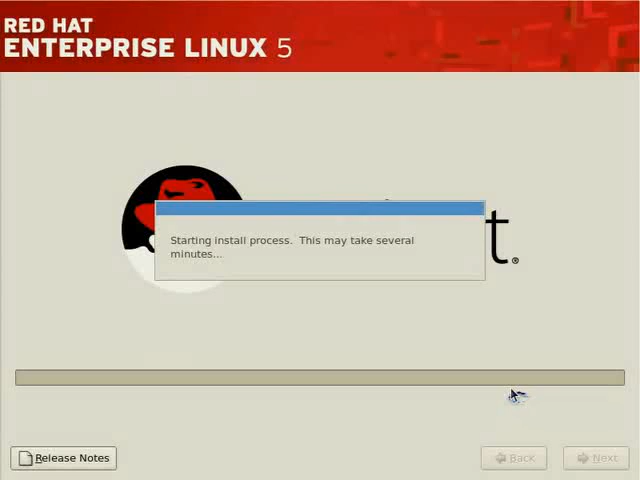 RED HAT
ENTERPRISE LINUX 5
Starting install process. This may take several
minutes...
t.®
Release Notes
Back
Next